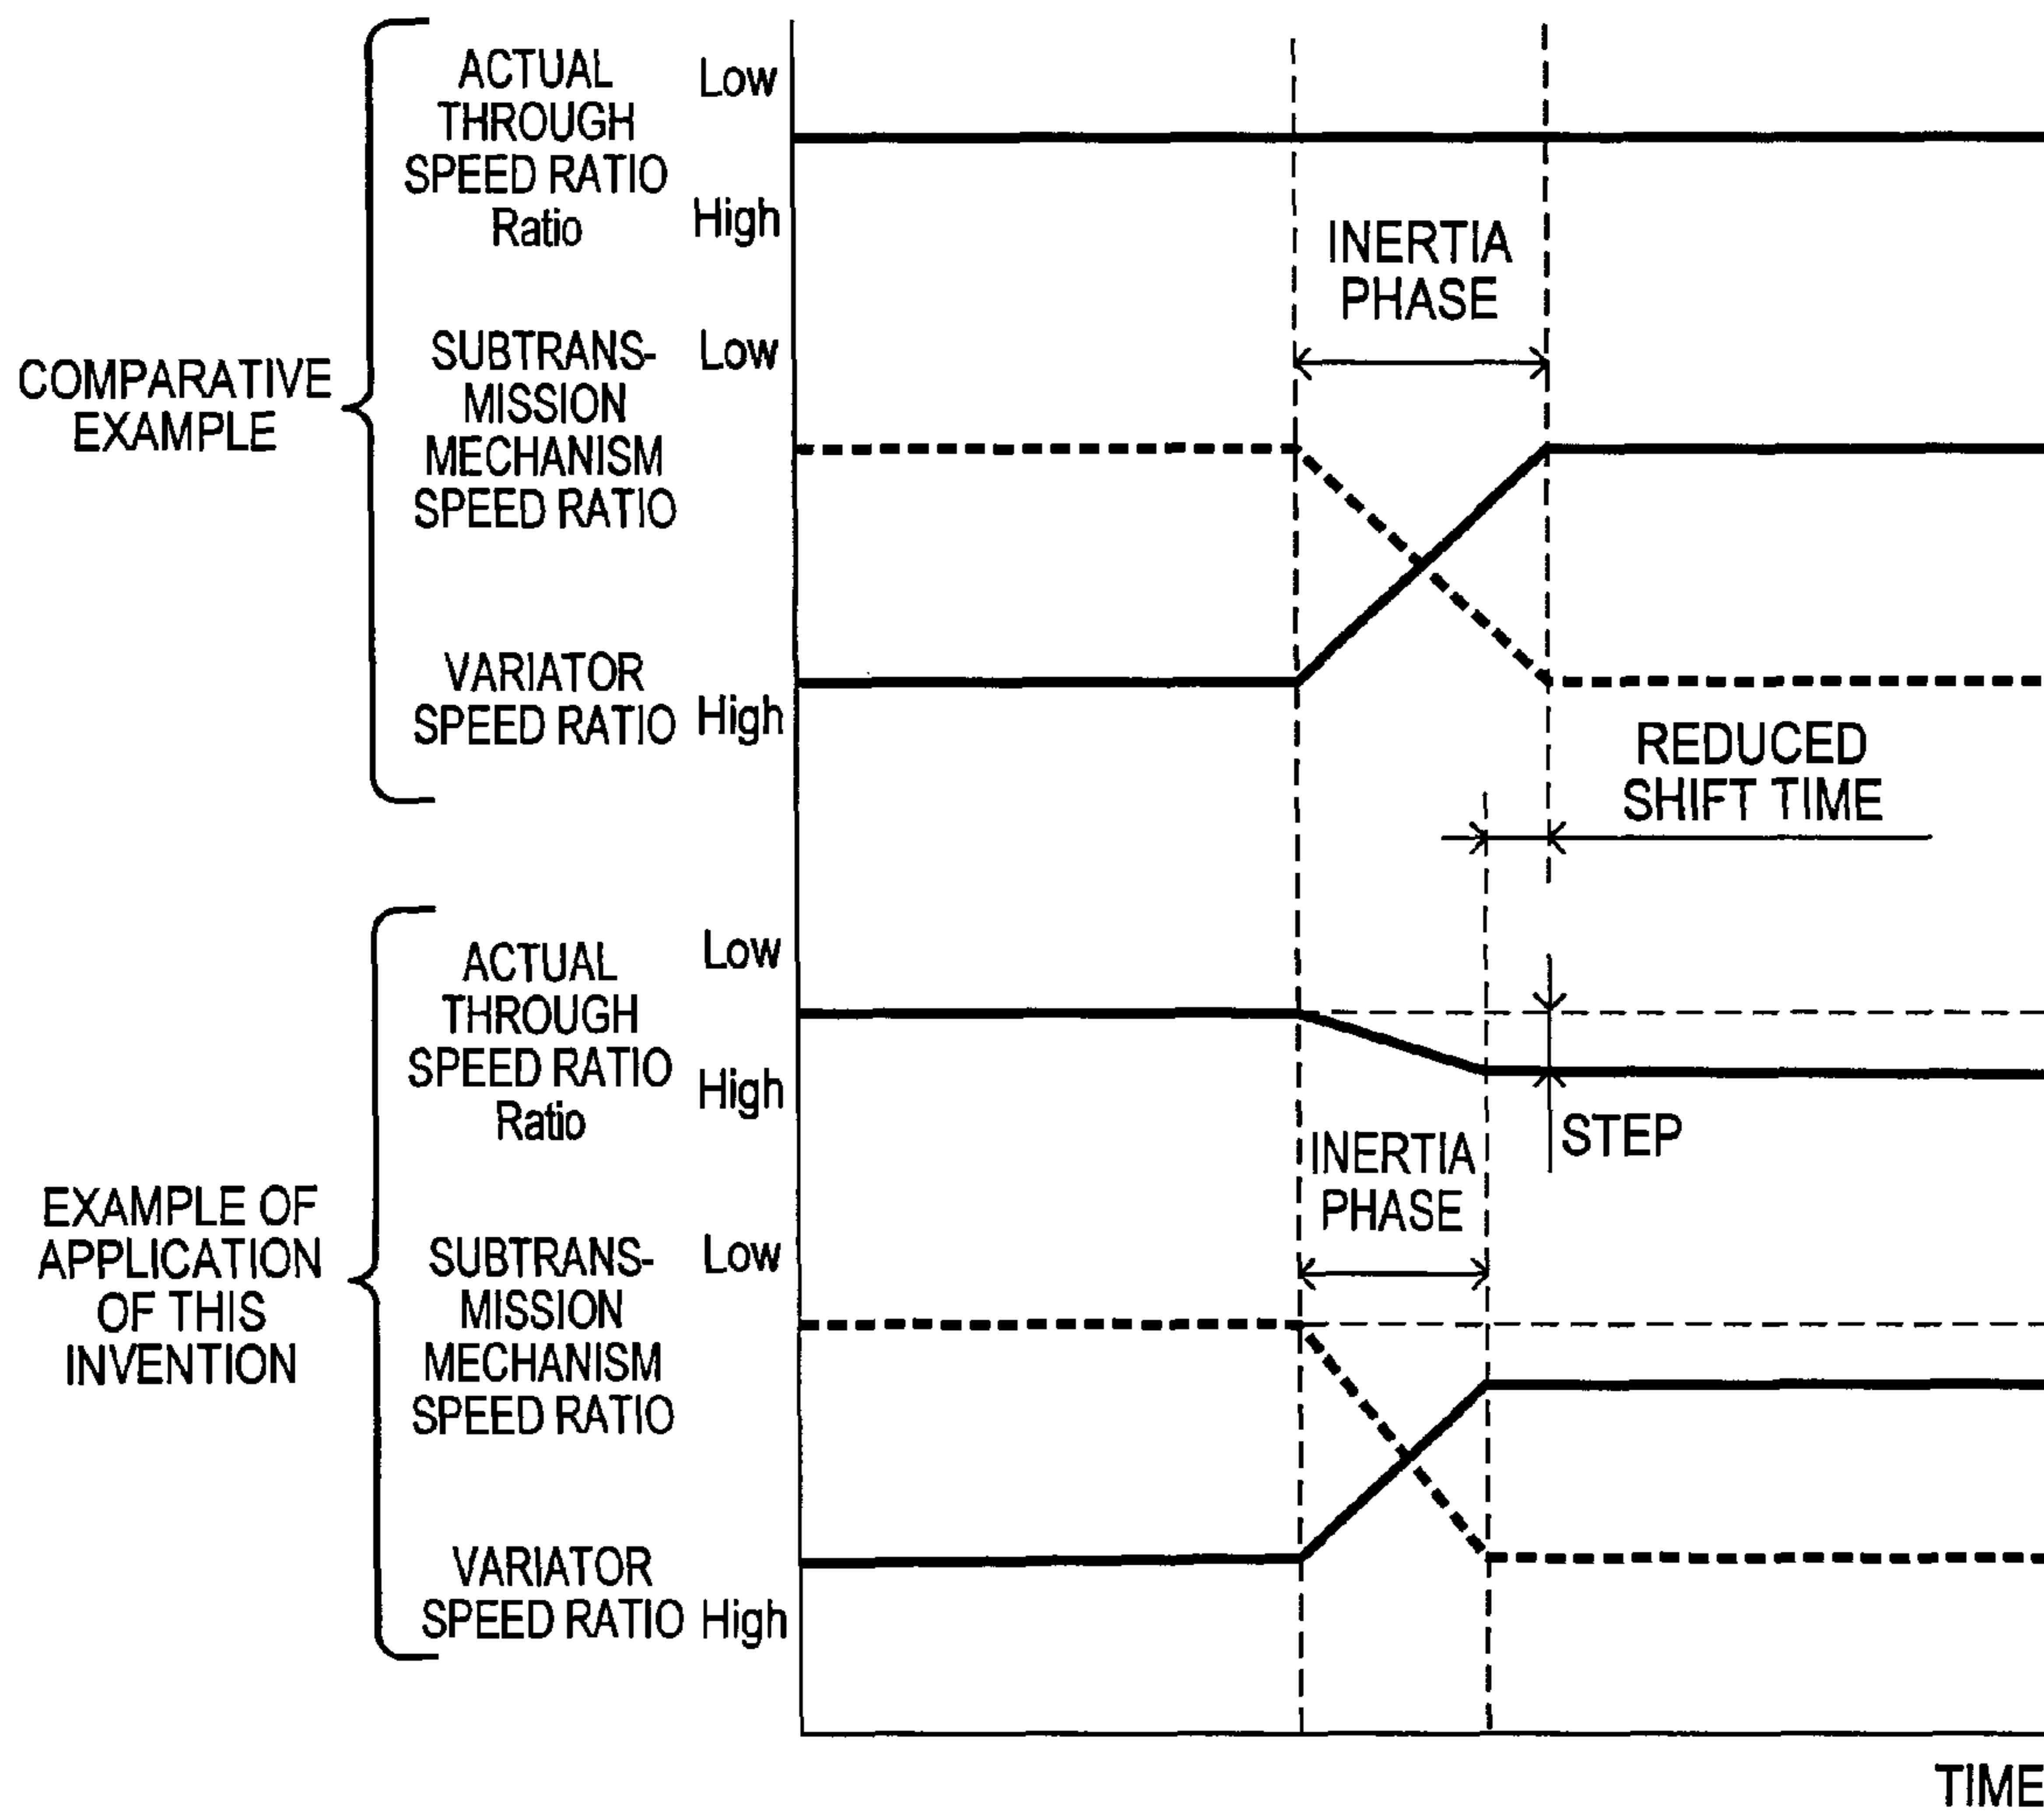 COMPARATIVE
EXAMPLE
ACTUAL
THROUGH
SPEED RATIO
Ratio
Low
High
SUBTRANS-
MISSION
MECHANISM
SPEED RATIO
Low
VARIATOR
SPEED RATIO
High
INERTIA
PHASE
REDUCED
SHIFT TIME
EXAMPLE OF
APPLICATION
OF THIS
INVENTION
ACTUAL
THROUGH
SPEED RATIO
Ratio
Low
High
SUBTRANS-
MISSION
MECHANISM
SPEED RATIO
Low
VARIATOR
SPEED RATIO
High
STEP
INERTIA
PHASE
TIME